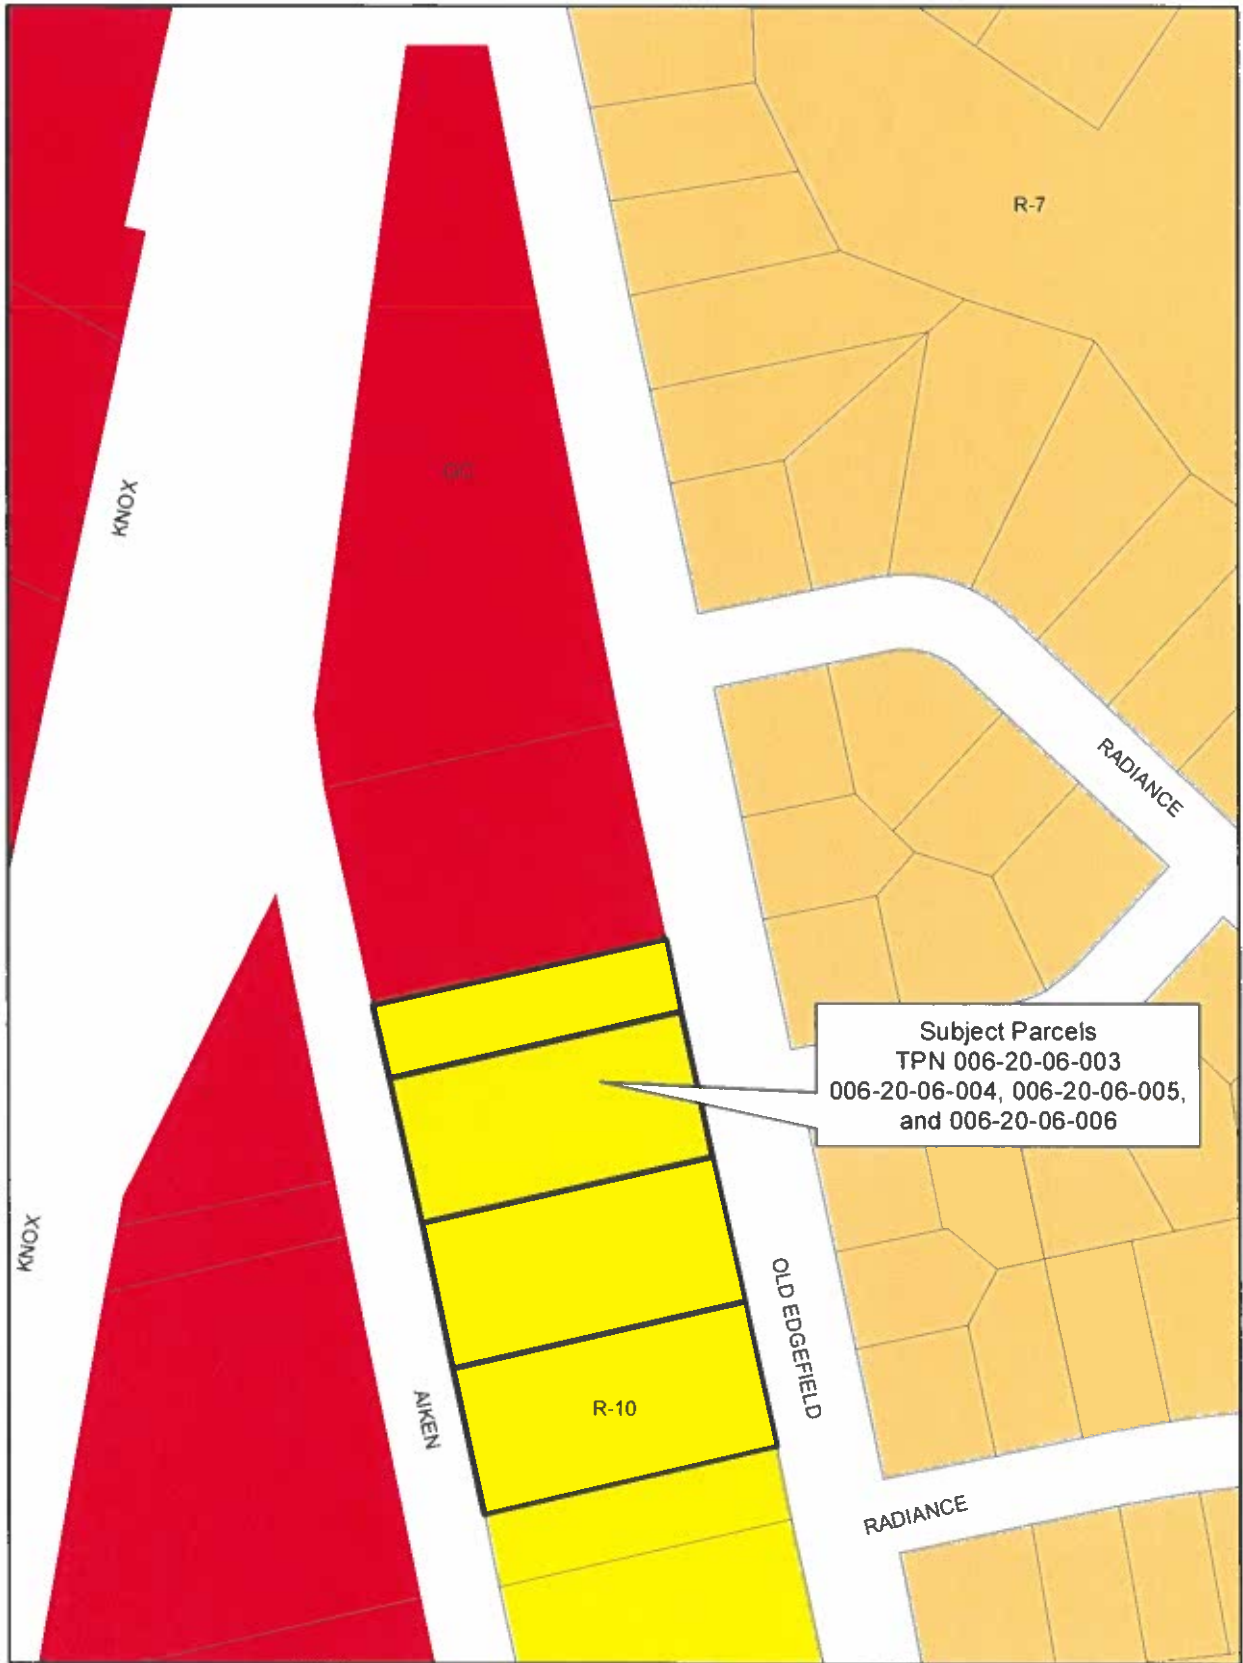 R-7
GC
KNOX
RADIANCE
Subject Parcels
TPN 006-20-06-003
006-20-06-004, 006-20-06-005,
and 006-20-06-006
KNOX
OLD EDGEFIELD
AIKEN
R-10
RADIANCE